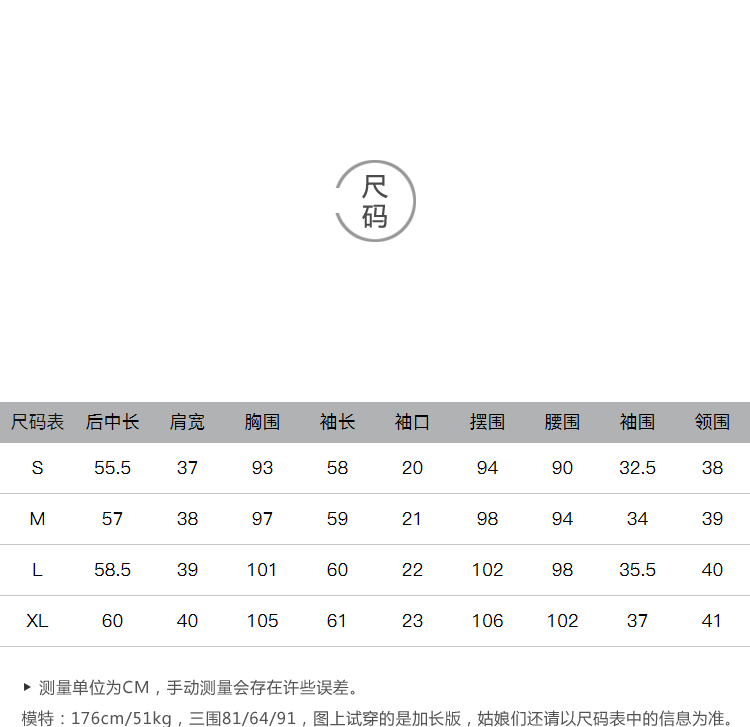 尺
码
尺码表 后中长 肩宽 胸围 袖长 袖口 摆围 腰围 袖围 领围
S 55.5 37 93 58 20 94 90 32.5 38
M 57 38 97 59 21 98 94 34 39
L 58.5 39 101 60 22 102 98 35.5 40
XL 60 40 105 61 23 106 102 37 41
▶ 测量单位为CM，手动测量会存在许些误差。
模特：176cm/51kg，三围81/64/91，图上试穿的是加长版，姑娘们还请以尺码表中的信息为准。